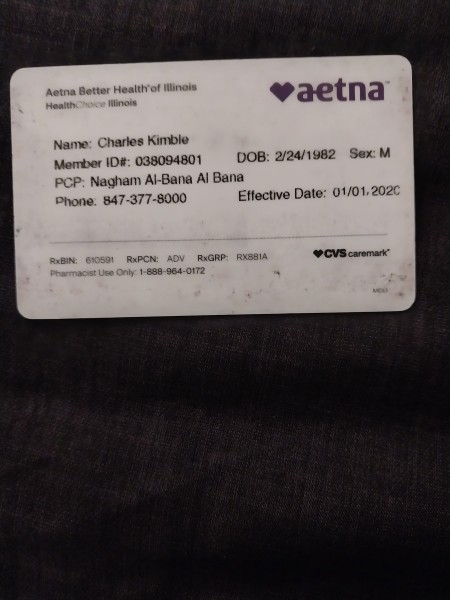 Aetna Better Health of Illinois
HealthChoice Illinois
aetna
Name: Charles Kimble
Member ID#: 038094801 DOB: 2/24/1982 Sex: M
PCP: Nagham Al-Bana Al Bana
Phone: 847-377-8000 Effective Date: 01/01/2020
RxBIN: 610591 RxPCN: ADV RxGRP: RX881A
Pharmacist Use Only: 1-888-964-0172
CVS caremark